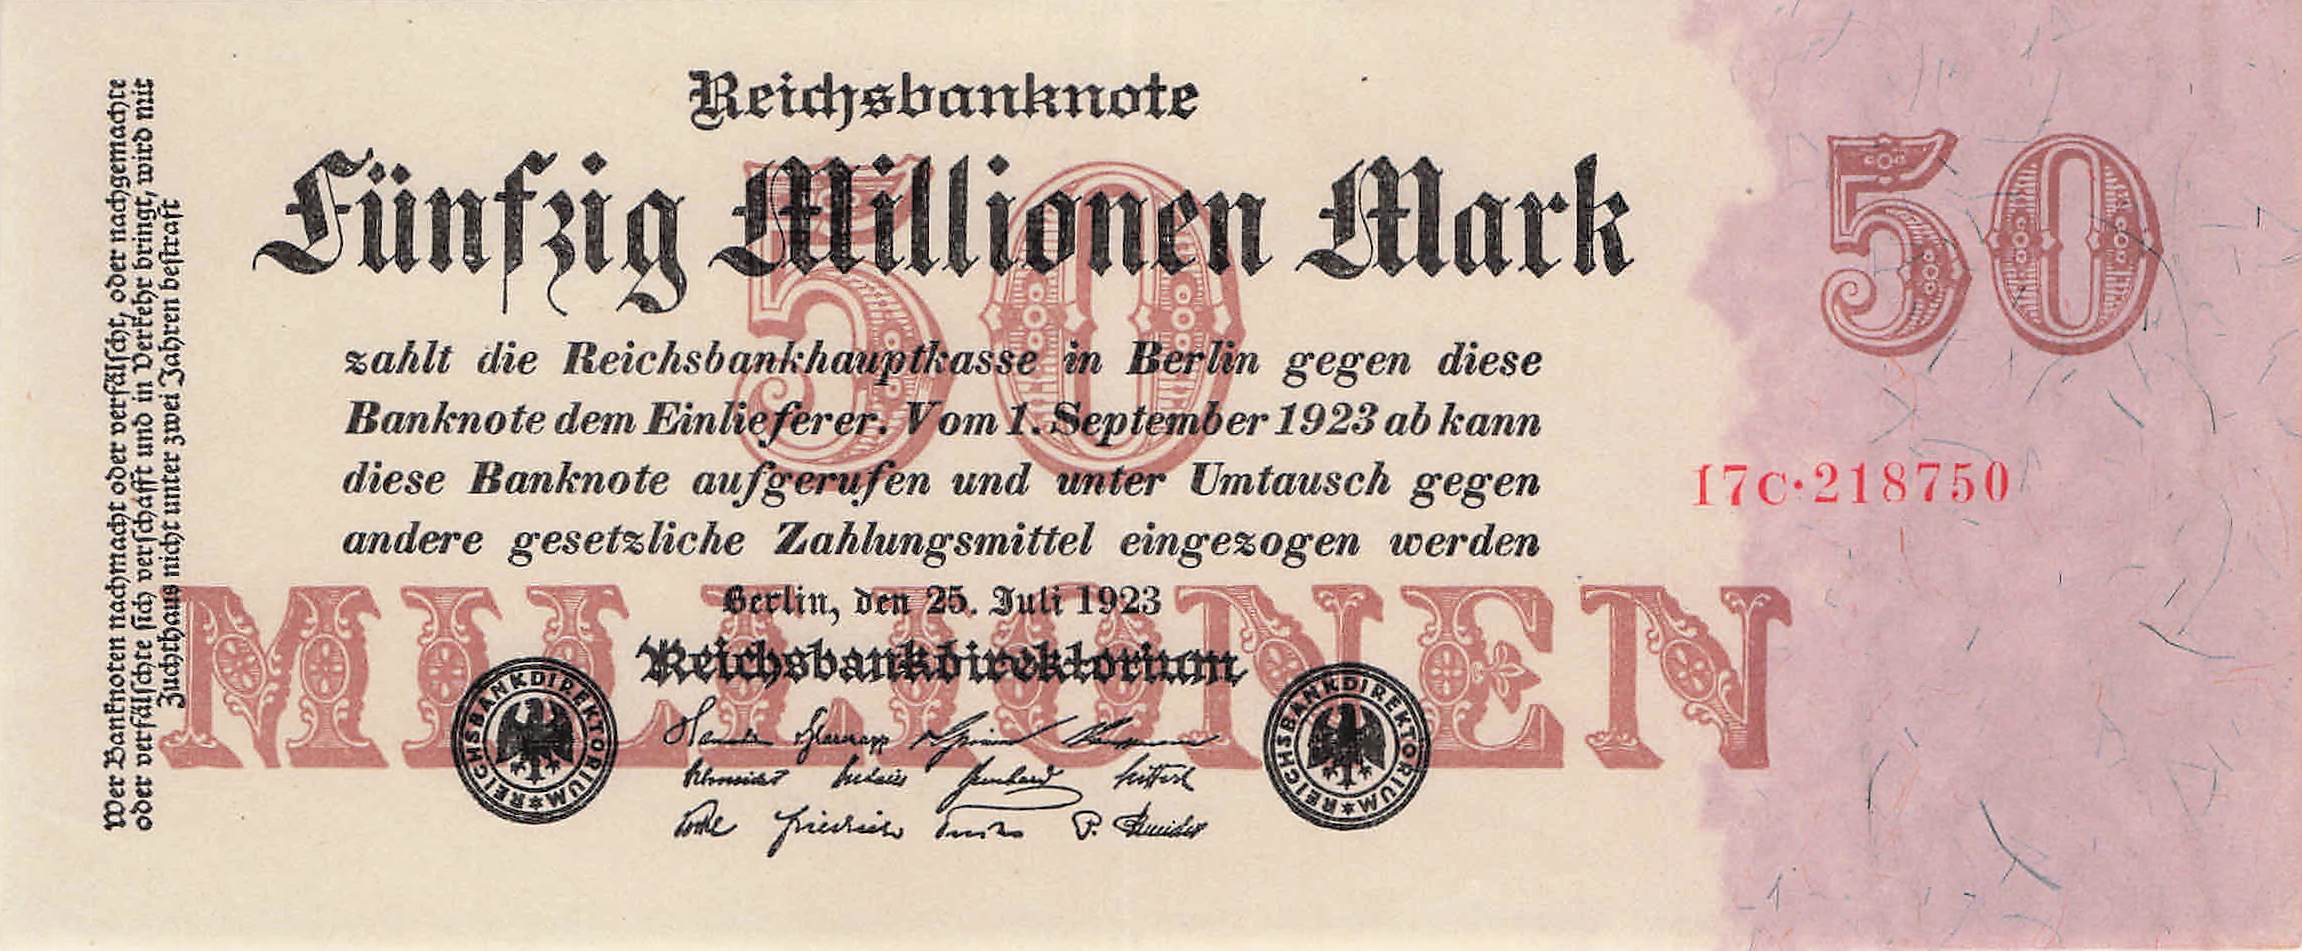 Reichsbanknote
Fünfzig Millionen Mark
50
50
zahlt die Reichsbankhauptkasse in Berlin gegen diese
Banknote dem Einlieferer. Vom 1. September 1923 ab kann
diese Banknote aufgerufen und unter Umtausch gegen
andere gesetzliche Zahlungsmittel eingezogen werden
17C·218750
MILLIONEN
Berlin, den 25. Juli 1923
Reichsbankdirektorium
REICHSBANKDIREKTORIUM
REICHSBANKDIREKTORIUM
Wer Banknoten nachmacht oder verfälscht, oder nachgemachte
oder verfälschte sich verschafft und in Verkehr bringt, wird mit
Zuchthaus nicht unter zwei Jahren bestraft